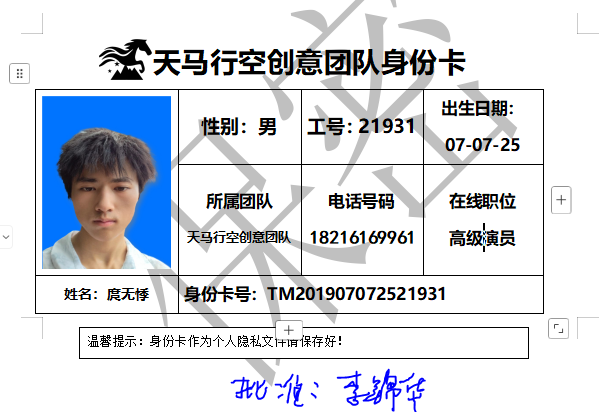 天马行空创意团队身份卡
性别：男
工号：21931
出生日期：
07-07-25
所属团队
天马行空创意团队
电话号码
18216169961
在线职位
高级演员
姓名：庹无悸
身份卡号：TM201907072521931
温馨提示：身份卡作为个人隐私文件请保存好！
批准：李锦华
保密